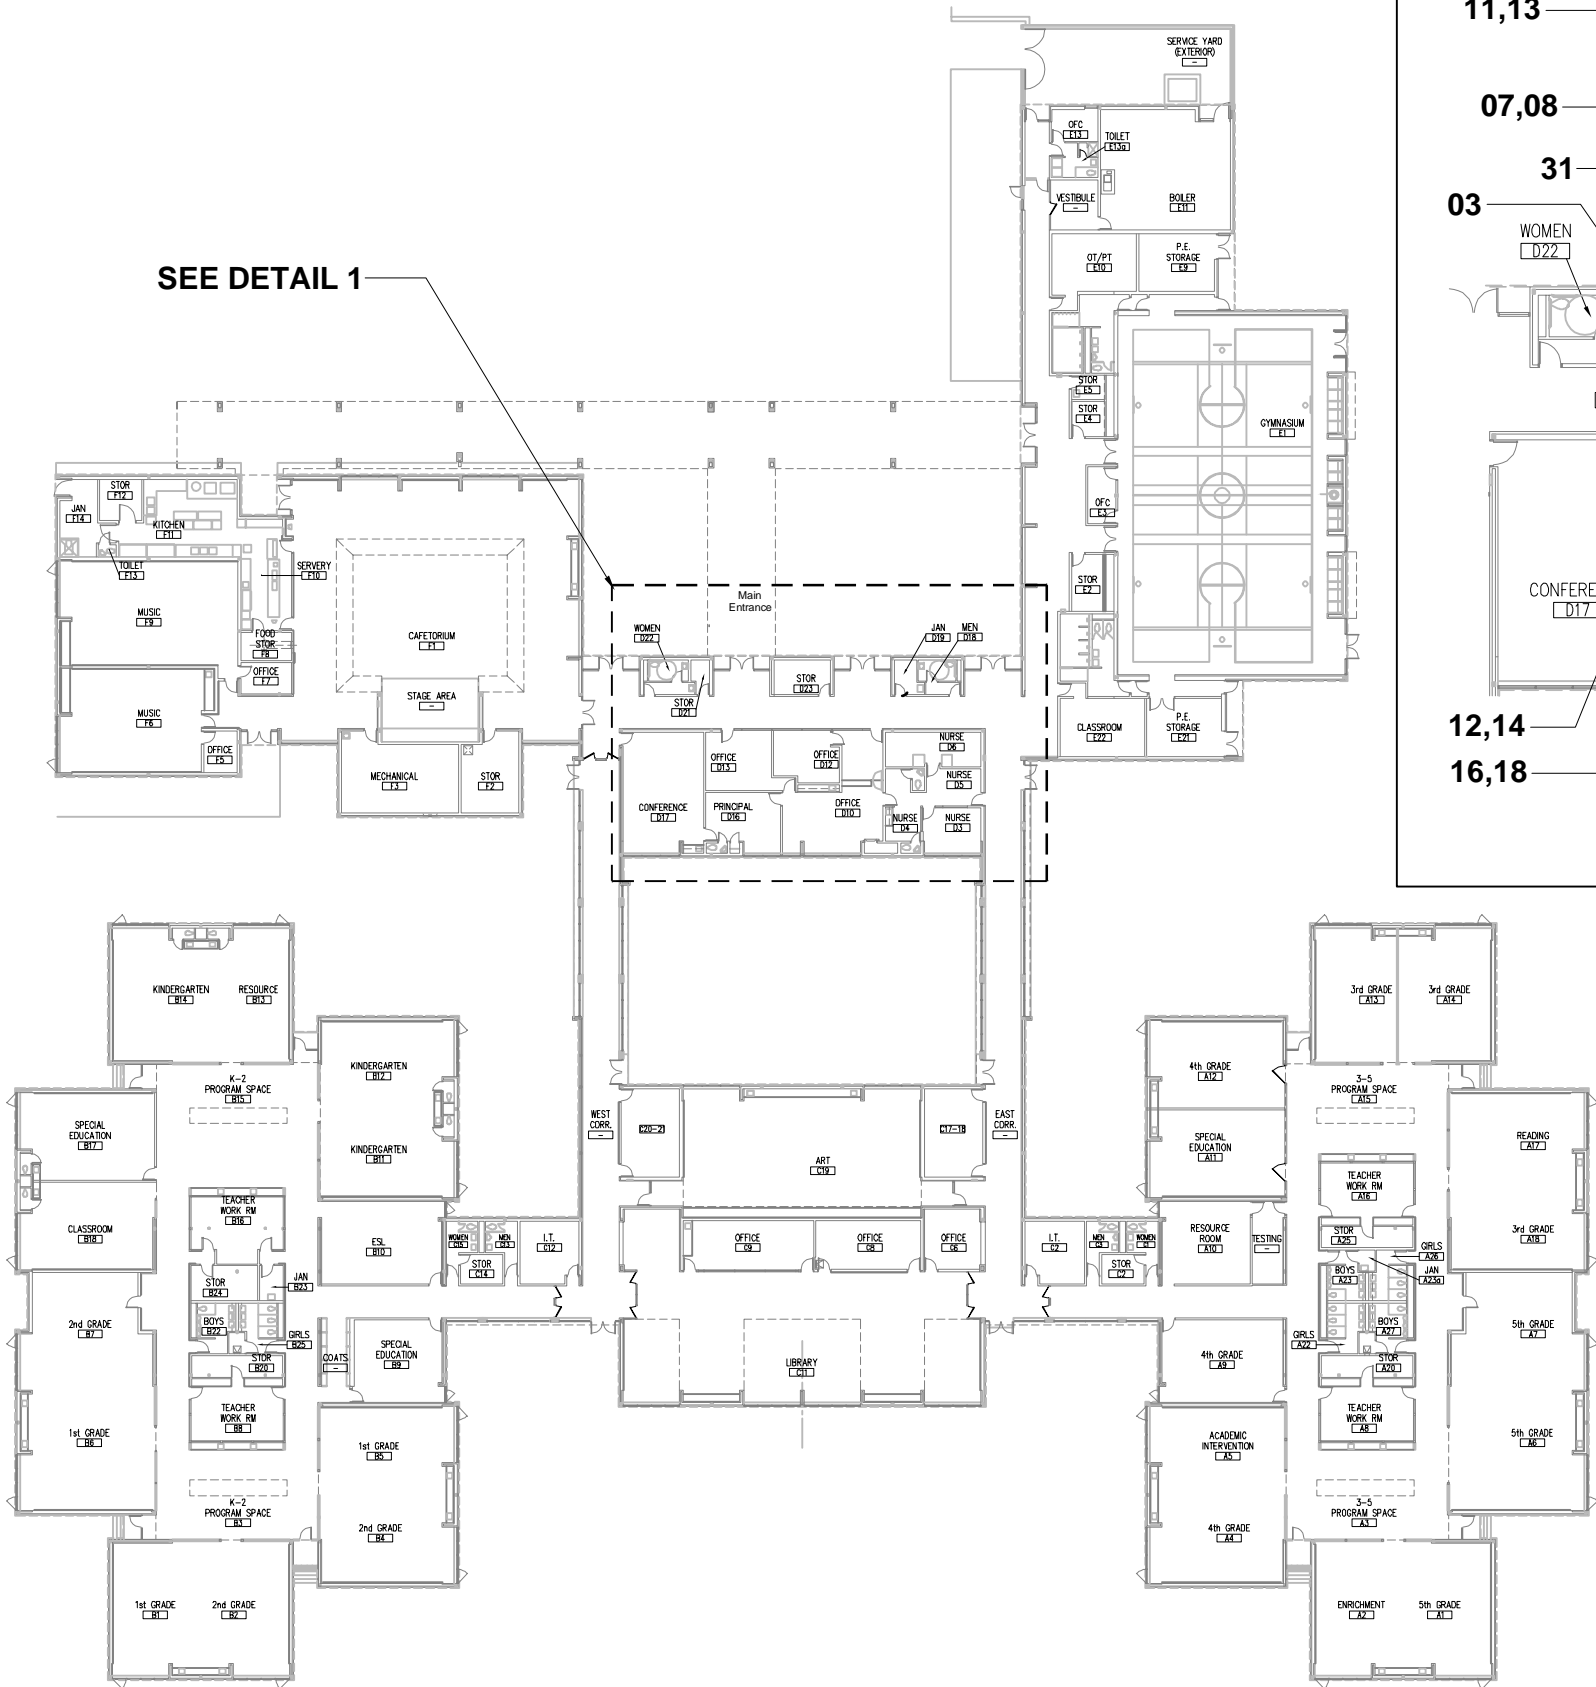 11,13
07,08
31
03
WOMEN
D22
CONFERE
D17
12,14
16,18
SEE DETAIL 1
SERVICE YARD
(EXTERIOR)
-
OFC
E13
TOILET
E13a
VESTIBULE
-
BOILER
E11
OT/PT
E10
P.E.
STORAGE
E9
STOR
E5
STOR
E4
GYMNASIUM
E1
OFC
E3
STOR
E2
CLASSROOM
E22
P.E.
STORAGE
E21
STOR
F12
JAN
F14
KITCHEN
F11
TOILET
F13
SERVERY
F10
MUSIC
F9
FOOD
STOR
F8
OFFICE
F7
CAFETORIUM
F1
STAGE AREA
-
MUSIC
F6
OFFICE
F5
MECHANICAL
F3
STOR
F2
Main
Entrance
WOMEN
D22
STOR
D21
STOR
D23
JAN
D19
MEN
D18
OFFICE
D13
OFFICE
D12
NURSE
D6
NURSE
D5
CONFERENCE
D17
PRINCIPAL
D16
OFFICE
D10
NURSE
D4
NURSE
D3
KINDERGARTEN
B14
RESOURCE
B13
KINDERGARTEN
B12
K-2
PROGRAM SPACE
B15
SPECIAL
EDUCATION
B17
KINDERGARTEN
B11
TEACHER
WORK RM
B16
CLASSROOM
B18
ESL
B10
WOMEN
C15
MEN
C13
STOR
C14
I.T.
C12
STOR
B24
JAN
B23
2nd GRADE
B7
BOYS
B22
GIRLS
B25
STOR
B20
COATS
-
SPECIAL
EDUCATION
B9
TEACHER
WORK RM
B8
1st GRADE
B6
1st GRADE
B5
K-2
PROGRAM SPACE
B3
2nd GRADE
B4
1st GRADE
B1
2nd GRADE
B2
WEST
CORR.
-
C20-21
C17-18
EAST
CORR.
-
ART
C19
OFFICE
C9
OFFICE
C8
OFFICE
C6
LIBRARY
C11
3rd GRADE
A13
3rd GRADE
A14
4th GRADE
A12
3-5
PROGRAM SPACE
A15
SPECIAL
EDUCATION
A11
READING
A17
TEACHER
WORK RM
A16
I.T.
C2
MEN
C3
WOMEN
C1
STOR
C2
RESOURCE
ROOM
A10
TESTING
-
STOR
A25
3rd GRADE
A18
GIRLS
A26
BOYS
A23
JAN
A23a
5th GRADE
A7
BOYS
A27
GIRLS
A22
STOR
A20
4th GRADE
A9
TEACHER
WORK RM
A8
ACADEMIC
INTERVENTION
A5
5th GRADE
A6
3-5
PROGRAM SPACE
A3
4th GRADE
A4
ENRICHMENT
A2
5th GRADE
A1